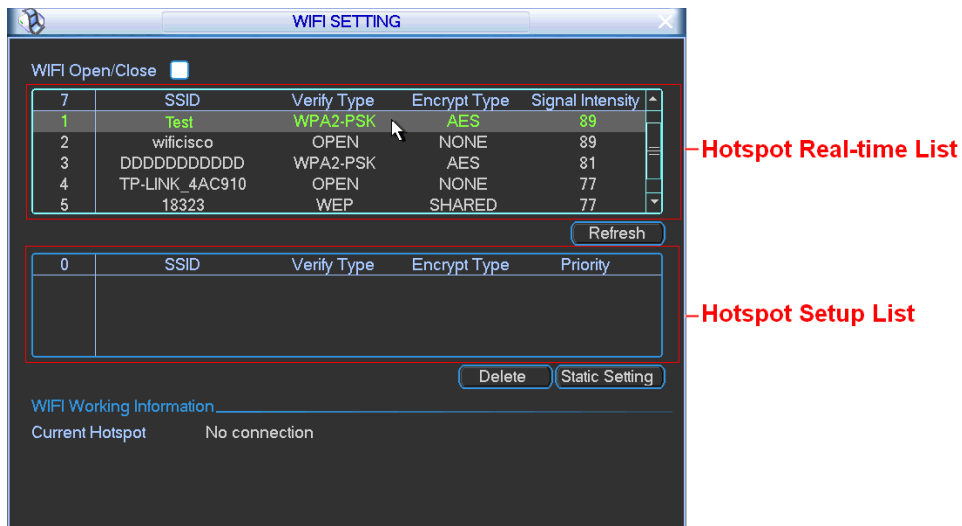 WIFI SETTING
WIFI Open/Close
7 SSID Verify Type Encrypt Type Signal Intensity
1 Test WPA2-PSK AES 89
2 wificisco OPEN NONE 89
3 DDDDDDDDDDD WPA2-PSK AES 81
4 TP-LINK_4AC910 OPEN NONE 77
5 18323 WEP SHARED 77
Hotspot Real-time List
Refresh
0 SSID Verify Type Encrypt Type Priority
Hotspot Setup List
Delete Static Setting
WIFI Working Information
Current Hotspot No connection